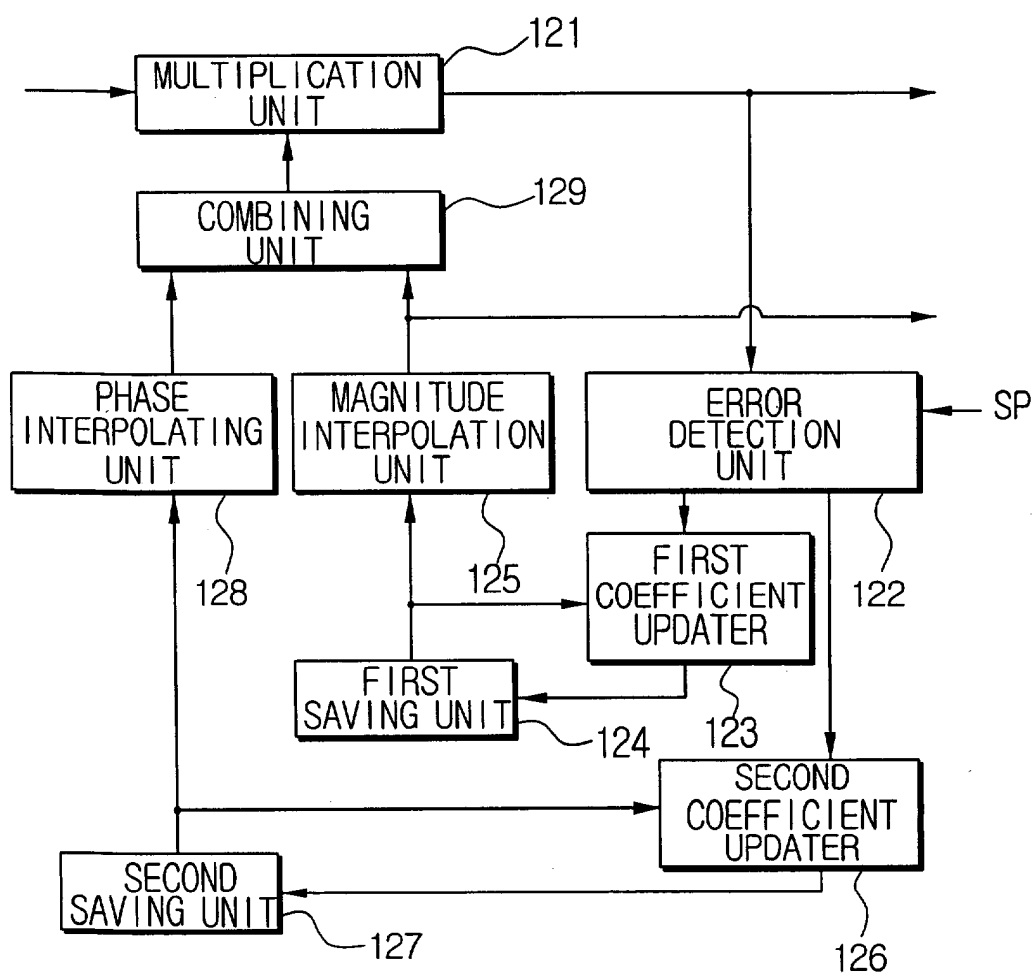 121
MULTIPLICATION
UNIT
129
COMBINING
UNIT
PHASE
INTERPOLATING
UNIT
128
MAGNITUDE
INTERPOLATION
UNIT
125
ERROR
DETECTION
UNIT
SP
122
FIRST
COEFFICIENT
UPDATER
123
FIRST
SAVING UNIT
124
SECOND
COEFFICIENT
UPDATER
126
SECOND
SAVING UNIT
127